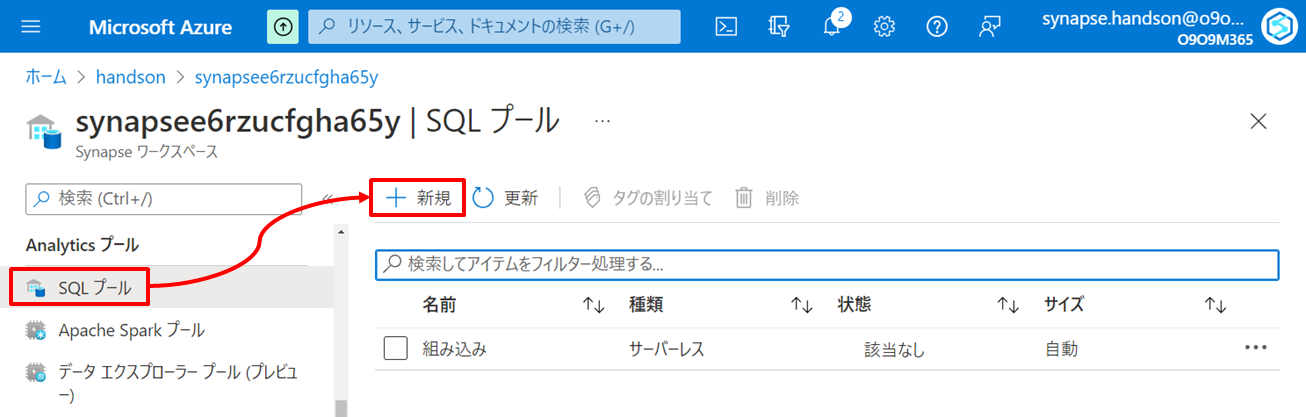 Microsoft Azure
リソース、サービス、ドキュメントの検索 (G+/)
2
synapse.handson@o9o...
O9O9M365
ホーム > handson > synapsee6rzucfgha65y
synapsee6rzucfgha65y | SQL プール ...
Synapse ワークスペース
検索 (Ctrl+/)
新規 更新 タグの割り当て 削除
Analytics プール
SQL プール
Apache Spark プール
データ エクスプローラー プール (プレビュ
ー)
検索してアイテムをフィルター処理する...
名前 種類 状態 サイズ
組み込み サーバーレス 該当なし 自動